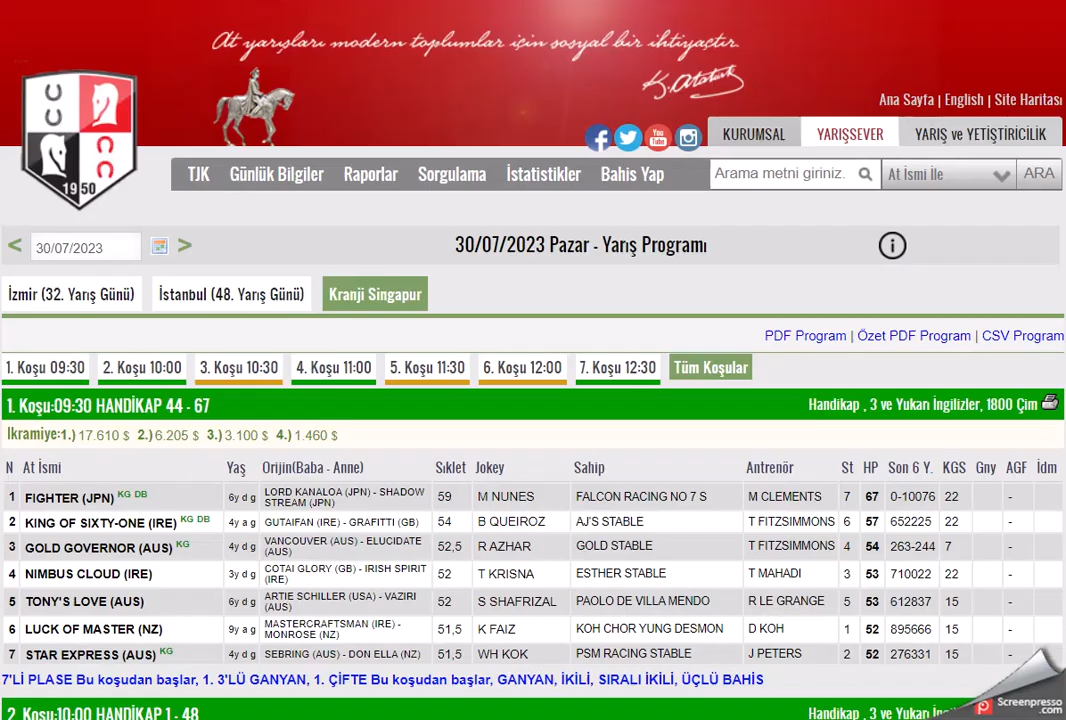 At yarışları modern toplumlar için sosyal bir ihtiyaçtır.
K. Atatürk
Ana Sayfa | English | Site Haritası
KURUMSAL YARIŞSEVER YARIŞ ve YETİŞTİRİCİLİK
1950
TJK Günlük Bilgiler Raporlar Sorgulama İstatistikler Bahis Yap Arama metni giriniz. At İsmi İle ARA
< 30/07/2023 > 30/07/2023 Pazar - Yarış Programı
İzmir (32. Yarış Günü) İstanbul (48. Yarış Günü) Kranji Singapur
PDF Program | Özet PDF Program | CSV Program
1. Koşu 09:30 2. Koşu 10:00 3. Koşu 10:30 4. Koşu 11:00 5. Koşu 11:30 6. Koşu 12:00 7. Koşu 12:30 Tüm Koşular
1. Koşu:09:30 HANDİKAP 44 - 67 Handikap , 3 ve Yukarı İngilizler, 1800 Çim
İkramiye:1.) 17.610 $ 2.) 6.205 $ 3.) 3.100 $ 4.) 1.460 $
N At İsmi Yaş Orijin(Baba - Anne) Sıklet Jokey Sahip Antrenör St HP Son 6 Y. KGS Gny AGF İdm
1 FIGHTER (JPN) KG DB 6y d g LORD KANALOA (JPN) - SHADOW STREAM (JPN) 59 M NUNES FALCON RACING NO 7 S M CLEMENTS 7 67 0-10076 22 -
2 KING OF SIXTY-ONE (IRE) KG DB 4y a g GUTAIFAN (IRE) - GRAFITTI (GB) 54 B QUEIROZ AJ'S STABLE T FITZSIMMONS 6 57 652225 22 -
3 GOLD GOVERNOR (AUS) KG 4y d g VANCOUVER (AUS) - ELUCIDATE (AUS) 52,5 R AZHAR GOLD STABLE T FITZSIMMONS 4 54 263-244 7 -
4 NIMBUS CLOUD (IRE) 3y d g COTAI GLORY (GB) - IRISH SPIRIT (IRE) 52 T KRISNA ESTHER STABLE T MAHADI 3 53 710022 22 -
5 TONY'S LOVE (AUS) 6y d g ARTIE SCHILLER (USA) - VAZIRI (AUS) 52 S SHAFRIZAL PAOLO DE VILLA MENDO R LE GRANGE 5 53 612837 15 -
6 LUCK OF MASTER (NZ) 9y a g MASTERCRAFTSMAN (IRE) - MONROSE (NZ) 51,5 K FAIZ KOH CHOR YUNG DESMON D KOH 1 52 895666 15 -
7 STAR EXPRESS (AUS) KG 4y d g SEBRING (AUS) - DON ELLA (NZ) 51,5 WH KOK PSM RACING STABLE J PETERS 2 52 276331 15 -
7'Lİ PLASE Bu koşudan başlar, 1. 3'LÜ GANYAN, 1. ÇİFTE Bu koşudan başlar, GANYAN, İKİLİ, SIRALI İKİLİ, ÜÇLÜ BAHİS
2. Koşu:10:00 HANDİKAP 1 - 48 Handikap , 3 ve Yukarı
Screenpresso
.com